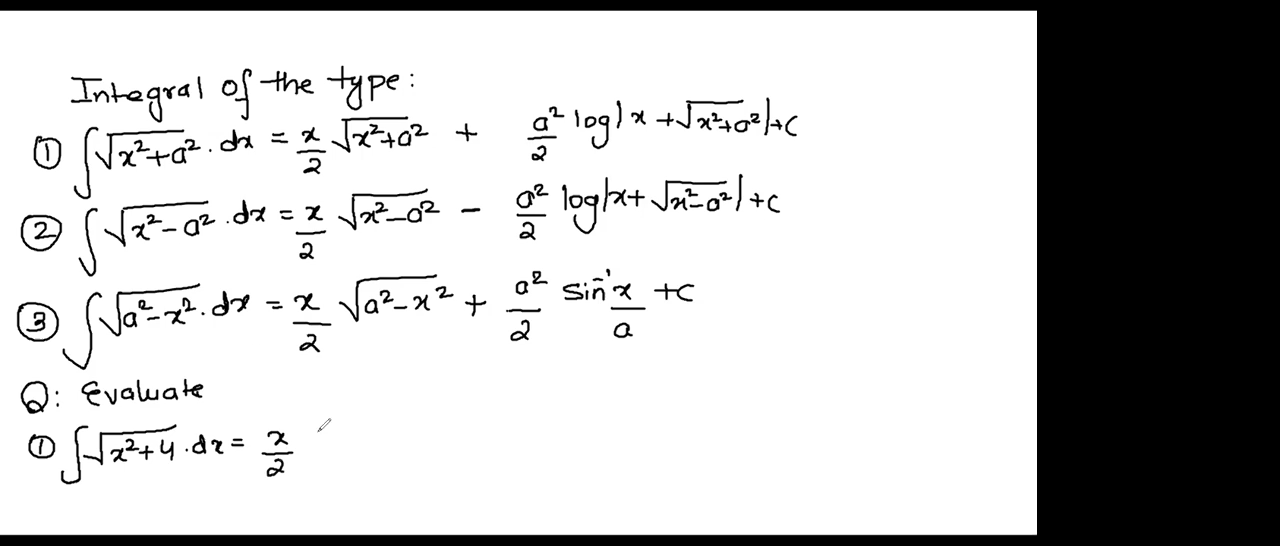 Integral of the type:
① ∫√(x²+a²) . dx = x/2 √(x²+a²) + a²/2 log|x + √(x²+a²)| + c
② ∫√(x²-a²) . dx = x/2 √(x²-a²) - a²/2 log|x + √(x²-a²)| + c
③ ∫√(a²-x²) . dx = x/2 √(a²-x²) + a²/2 sin⁻¹ x/a + c
Q: Evaluate
① ∫√(x²+4) . dx = x/2